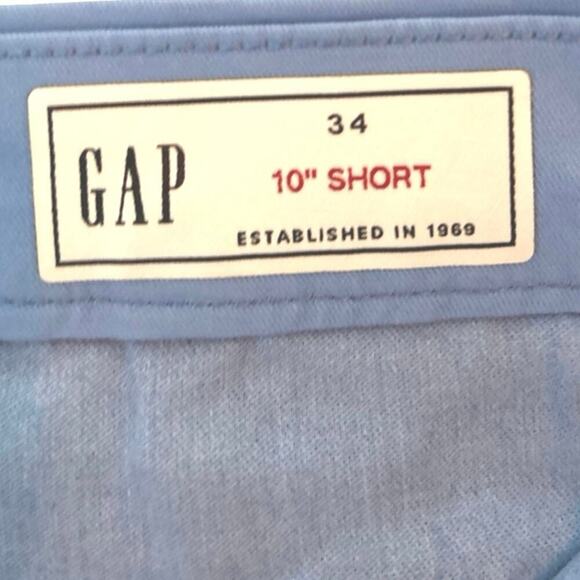 GAP
34
10" SHORT
ESTABLISHED IN 1969